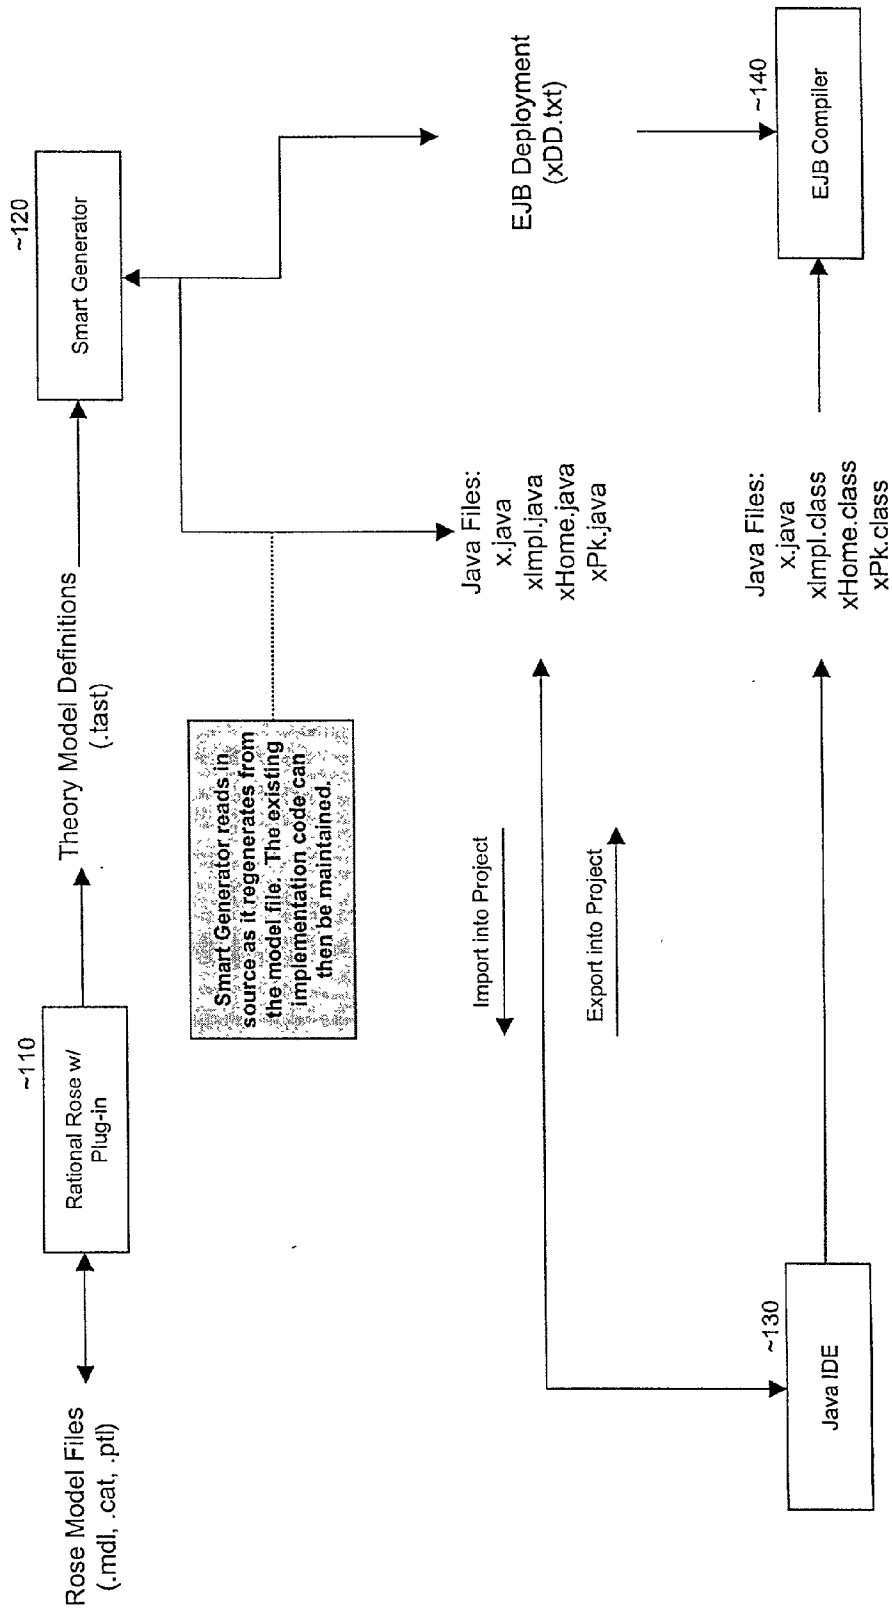 Rose Model Files
(.mdl, .cat, .ptl)
~110
Rational Rose w/
Plug-in
Theory Model Definitions
(.tast)
~120
Smart Generator
Smart Generator reads in
source as it regenerates from
the model file. The existing
implementation code can
then be maintained.
Java Files:
x.java
xImpl.java
xHome.java
xPk.java
EJB Deployment
(xDD.txt)
Import into Project
Export into Project
~130
Java IDE
Java Files:
x.java
xImpl.class
xHome.class
xPk.class
~140
EJB Compiler